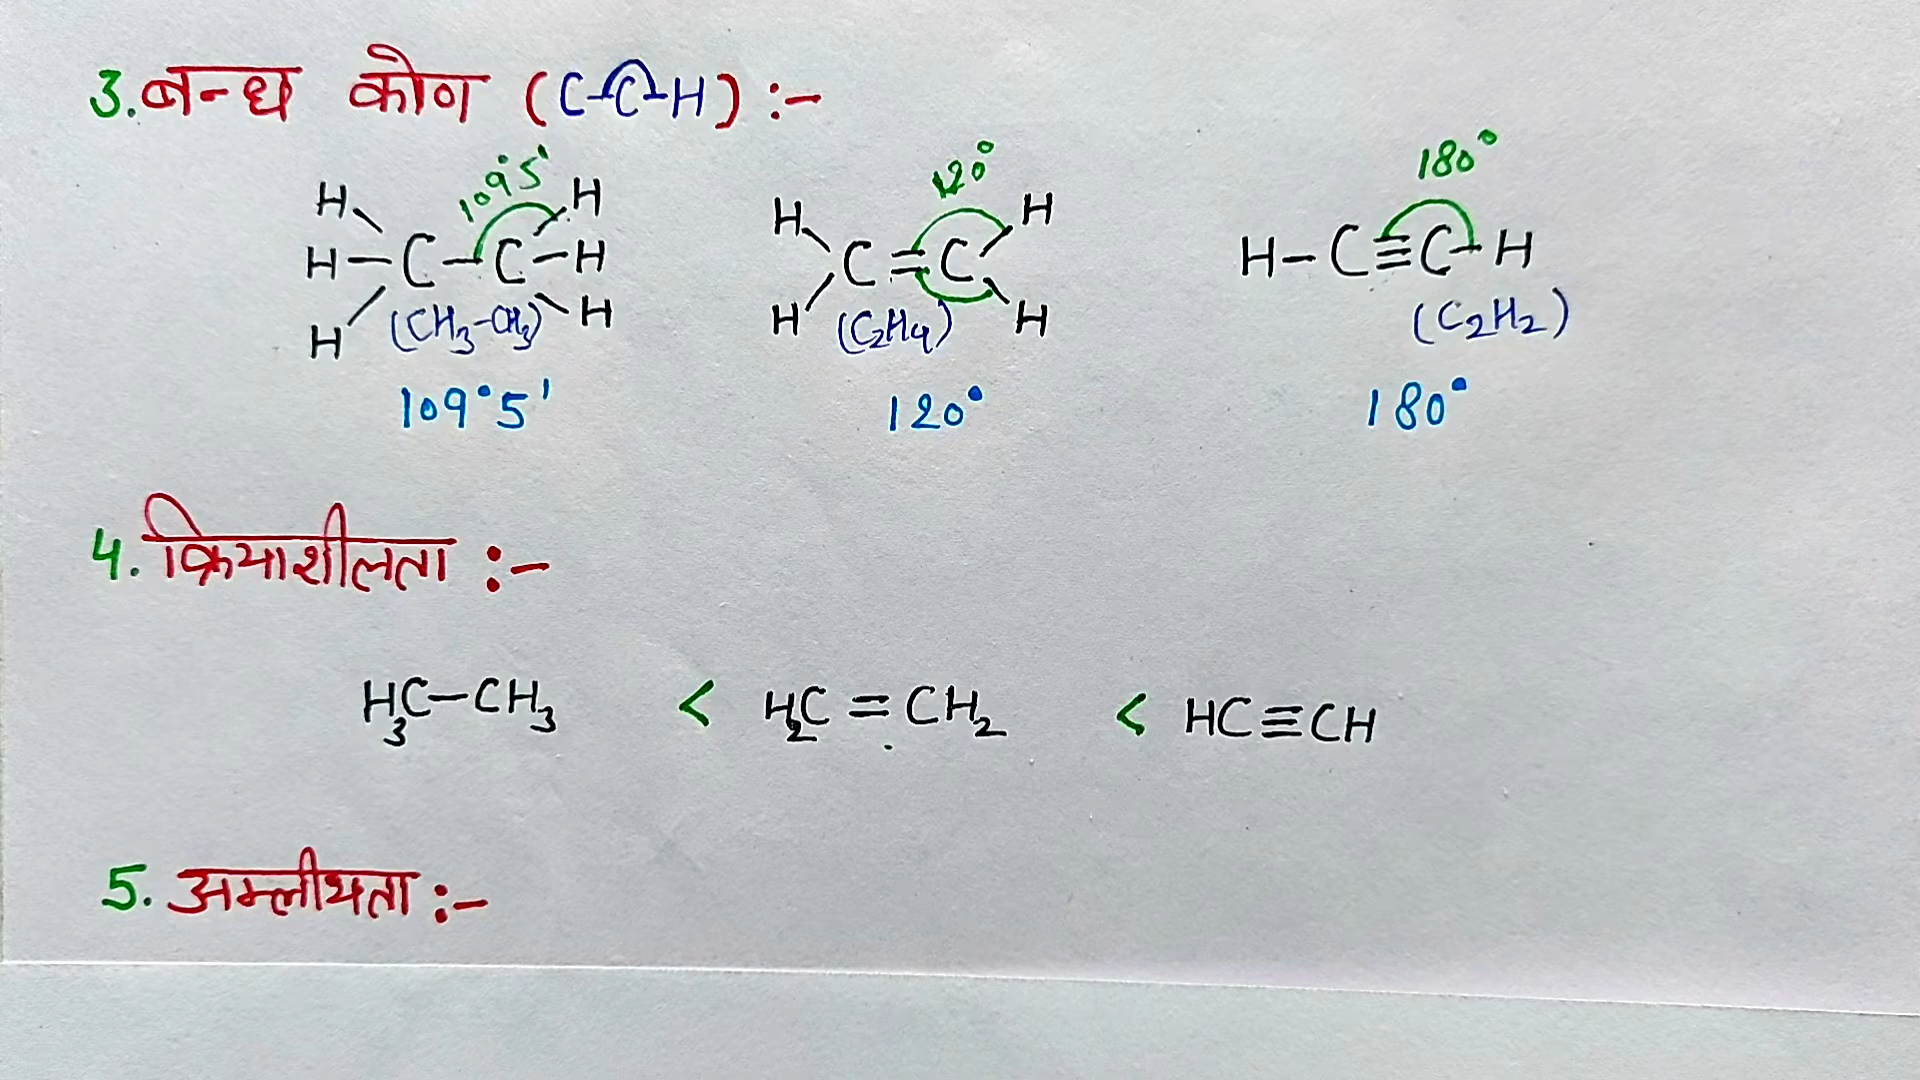 3. बन्ध कोण (C-C-H) :-
109°5' 120° 180°
H H H H
H-C-C-H C=C H-C≡C-H
H H H H
(CH3-CH3) (C2H4) (C2H2)
109°5' 120° 180°
4. क्रियाशीलता :-
H3C-CH3 < H2C=CH2 < HC≡CH
5. अम्लीयता :-